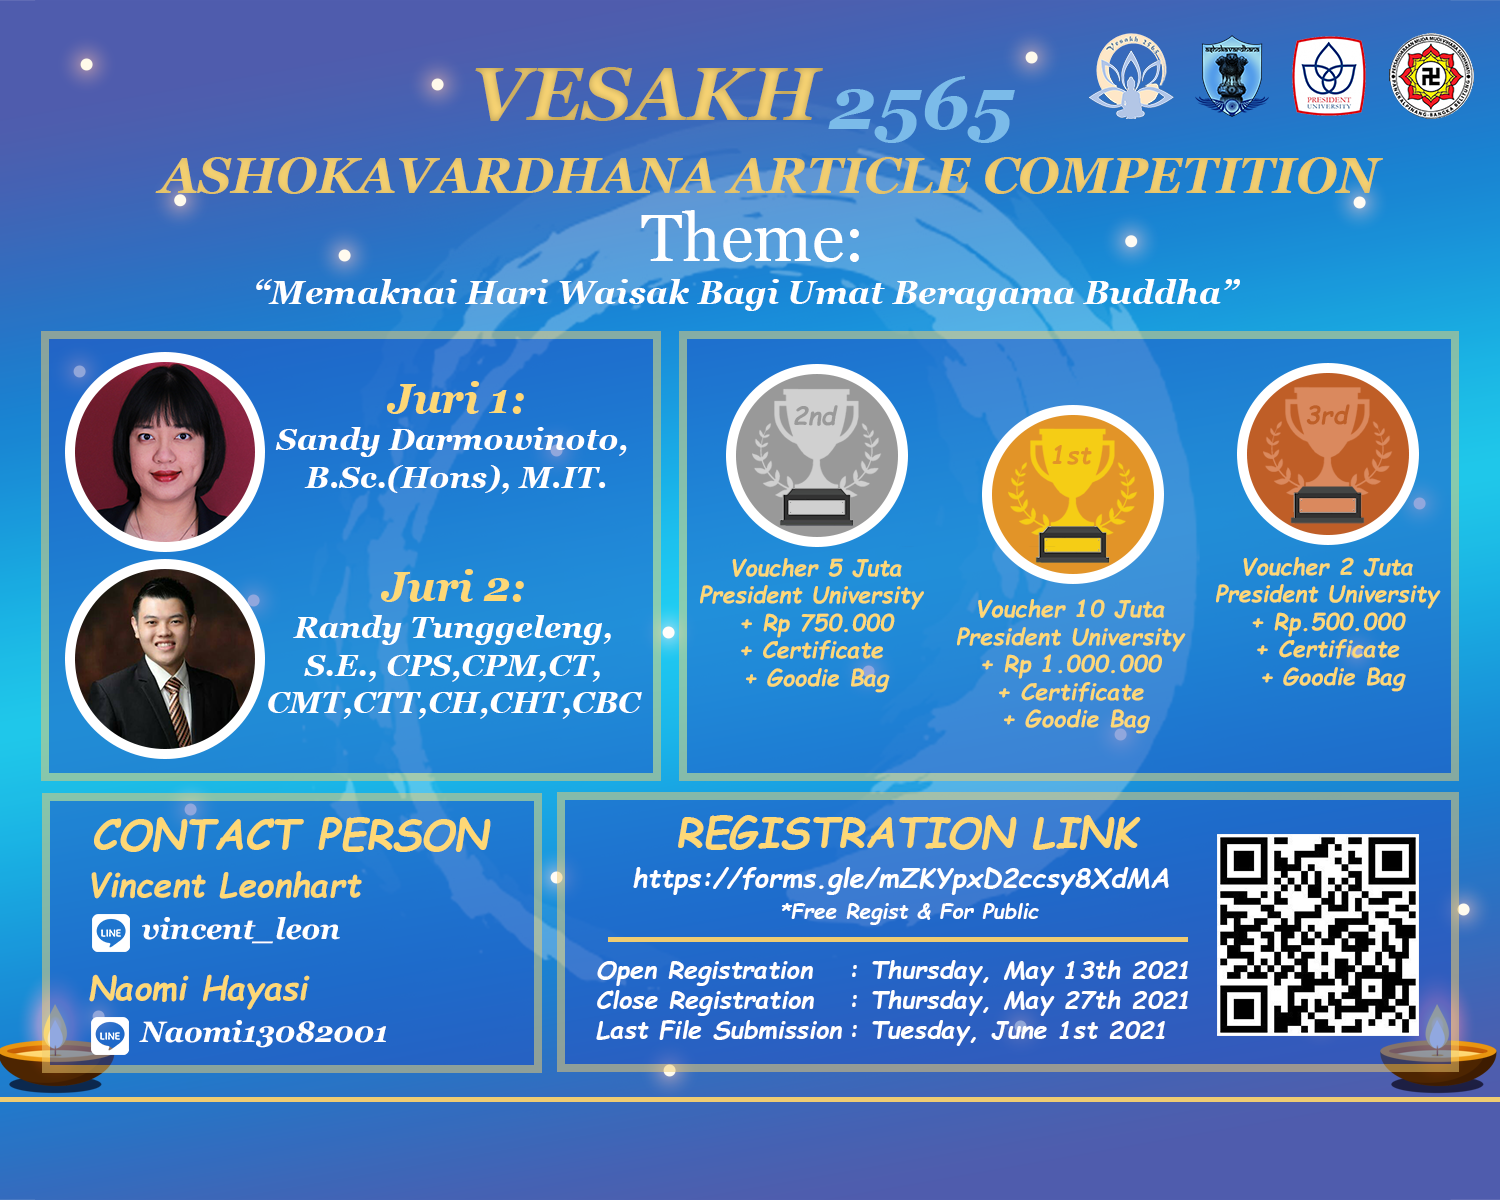 VESAKH 2565
Vesakh 2565
ashokavardhana
PRESIDENT
UNIVERSITY
ASHOKAVARDHANA ARTICLE COMPETITION
Theme:
“Memaknai Hari Waisak Bagi Umat Beragama Buddha”
Juri 1:
Sandy Darmowinoto,
B.Sc.(Hons), M.IT.
Juri 2:
Randy Tunggeleng,
S.E., CPS,CPM,CT,
CMT,CTT,CH,CHT,CBC
2nd
Voucher 5 Juta
President University
+ Rp 750.000
+ Certificate
+ Goodie Bag
1st
Voucher 10 Juta
President University
+ Rp 1.000.000
+ Certificate
+ Goodie Bag
3rd
Voucher 2 Juta
President University
+ Rp.500.000
+ Certificate
+ Goodie Bag
CONTACT PERSON
Vincent Leonhart
LINE vincent_leon
Naomi Hayasi
LINE Naomi13082001
REGISTRATION LINK
https://forms.gle/mZKYpxD2ccsy8XdMA
*Free Regist & For Public
Open Registration : Thursday, May 13th 2021
Close Registration : Thursday, May 27th 2021
Last File Submission : Tuesday, June 1st 2021